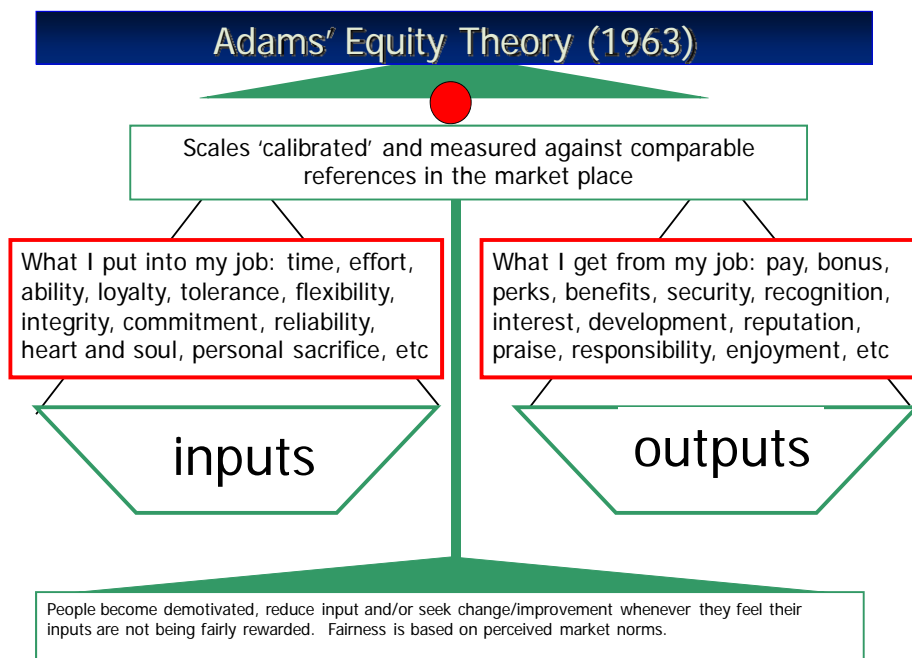 Adams’ Equity Theory (1963)
Scales ‘calibrated’ and measured against comparable
references in the market place
What I put into my job: time, effort,
ability, loyalty, tolerance, flexibility,
integrity, commitment, reliability,
heart and soul, personal sacrifice, etc
What I get from my job: pay, bonus,
perks, benefits, security, recognition,
interest, development, reputation,
praise, responsibility, enjoyment, etc
inputs
outputs
People become demotivated, reduce input and/or seek change/improvement whenever they feel their
inputs are not being fairly rewarded. Fairness is based on perceived market norms.